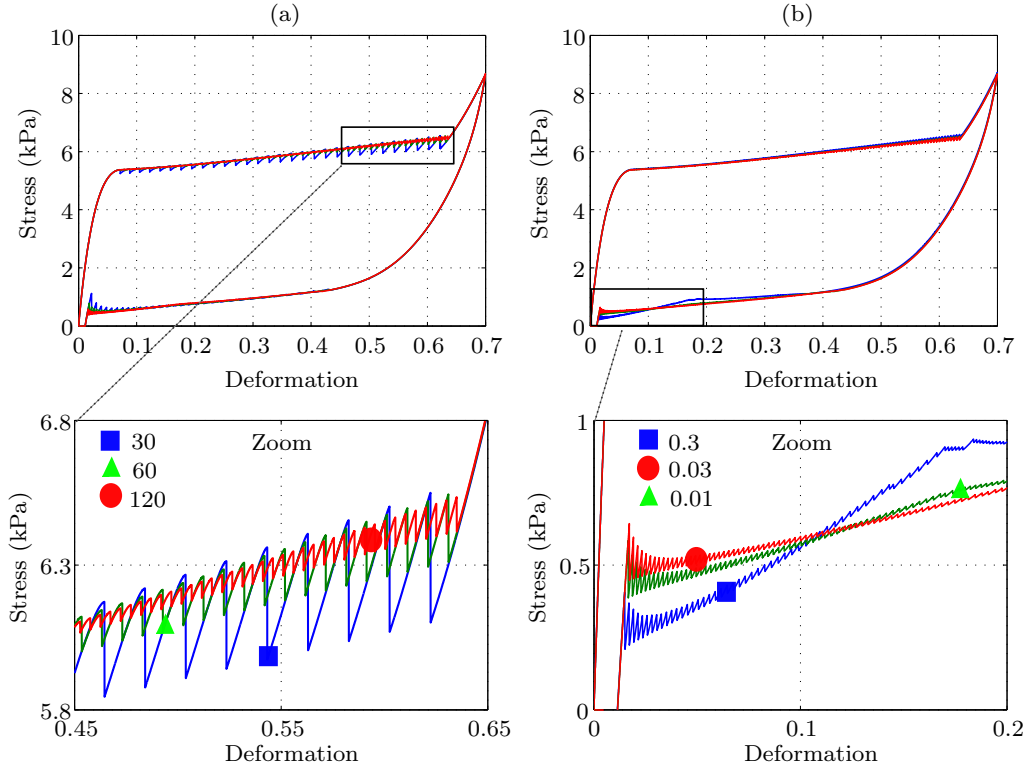 (a)
10
8
6
4
2
0
Stress (kPa)
0 0.1 0.2 0.3 0.4 0.5 0.6 0.7
Deformation
(b)
10
8
6
4
2
0
Stress (kPa)
0 0.1 0.2 0.3 0.4 0.5 0.6 0.7
Deformation
6.8
6.3
5.8
Stress (kPa)
Zoom
30
60
120
0.45 0.55 0.65
Deformation
1
0.5
0
Stress (kPa)
Zoom
0.3
0.03
0.01
0 0.1 0.2
Deformation